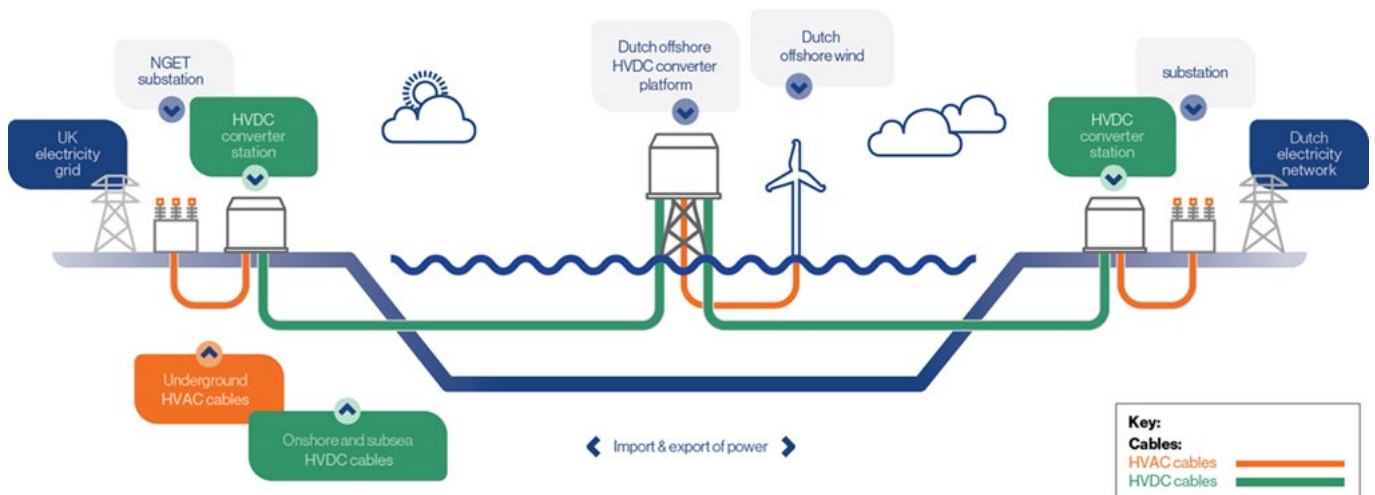 NGET
substation
HVDC
converter
station
UK
electricity
grid
Dutch offshore
HVDC converter
platform
Dutch
offshore wind
substation
HVDC
converter
station
Dutch
electricity
network
Underground
HVAC cables
Onshore and subsea
HVDC cables
Import & export of power
Key:
Cables:
HVAC cables
HVDC cables